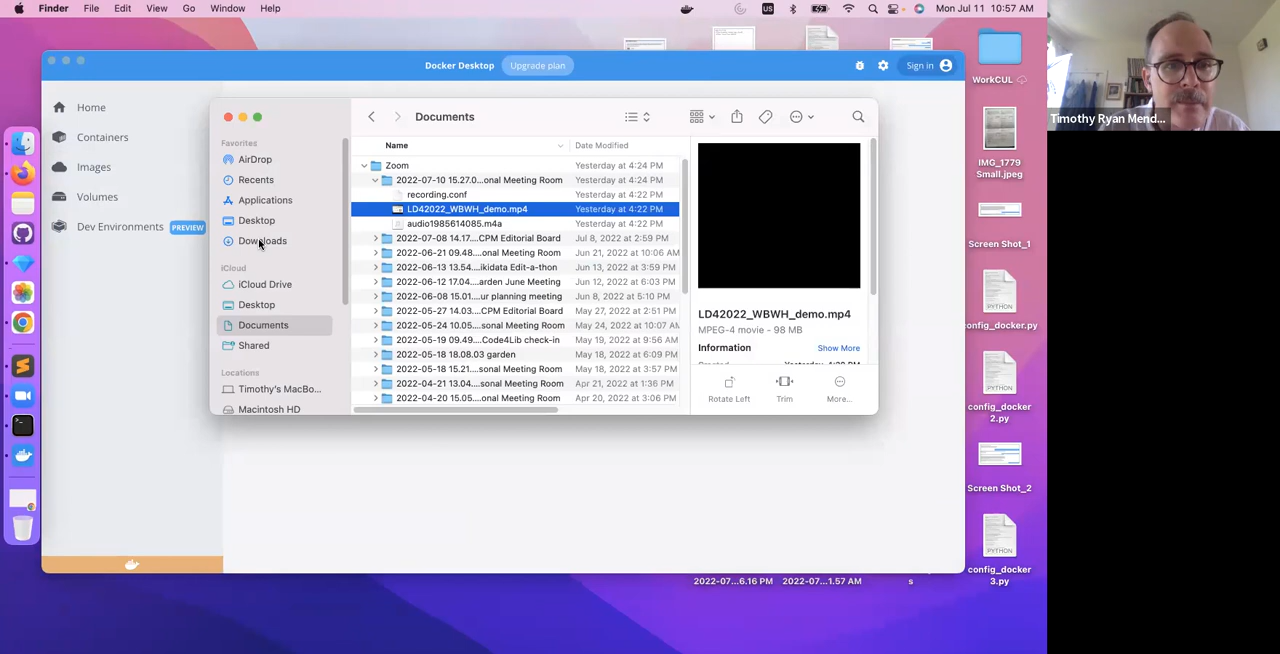 Finder File Edit View Go Window Help
US
Mon Jul 11 10:57 AM
Docker Desktop
Upgrade plan
Sign in
Home
Containers
Images
Volumes
Dev Environments
PREVIEW
Documents
Favorites
AirDrop
Recents
Applications
Desktop
Downloads
iCloud
iCloud Drive
Desktop
Documents
Shared
Locations
Timothy's MacBo...
Macintosh HD
Name Date Modified
Zoom Yesterday at 4:24 PM
2022-07-10 15.27.0...onal Meeting Room Yesterday at 4:24 PM
recording.conf Yesterday at 4:22 PM
LD42022_WBWH_demo.mp4 Yesterday at 4:22 PM
audio1985614085.m4a Yesterday at 4:22 PM
2022-07-08 14.17....CPM Editorial Board Jul 8, 2022 at 2:59 PM
2022-06-21 09.48...onal Meeting Room Jun 21, 2022 at 10:06 AM
2022-06-13 13.54....ikidata Edit-a-thon Jun 13, 2022 at 3:59 PM
2022-06-12 17.04....arden June Meeting Jun 12, 2022 at 6:03 PM
2022-06-08 15.01....ur planning meeting Jun 8, 2022 at 5:10 PM
2022-05-27 14.03....CPM Editorial Board May 27, 2022 at 2:51 PM
2022-05-24 10.05...sonal Meeting Room May 24, 2022 at 10:07 AM
2022-05-19 09.49...Code4Lib check-in May 19, 2022 at 9:56 AM
2022-05-18 18.08.03 garden May 18, 2022 at 6:09 PM
2022-05-18 15.21...sonal Meeting Room May 18, 2022 at 3:57 PM
2022-04-21 13.04...sonal Meeting Room Apr 21, 2022 at 1:36 PM
2022-04-20 15.05....onal Meeting Room Apr 20, 2022 at 3:06 PM
LD42022_WBWH_demo.mp4
MPEG-4 movie - 98 MB
Information Show More
Rotate Left
Trim
More...
WorkCUL
IMG_1779
Small.jpeg
Screen Shot_1
PYTHON
config_docker.py
PYTHON
config_docker
2.py
Screen Shot_2
PYTHON
config_docker
3.py
2022-07...6.16 PM
2022-07...1.57 AM
s
Timothy Ryan Mend...